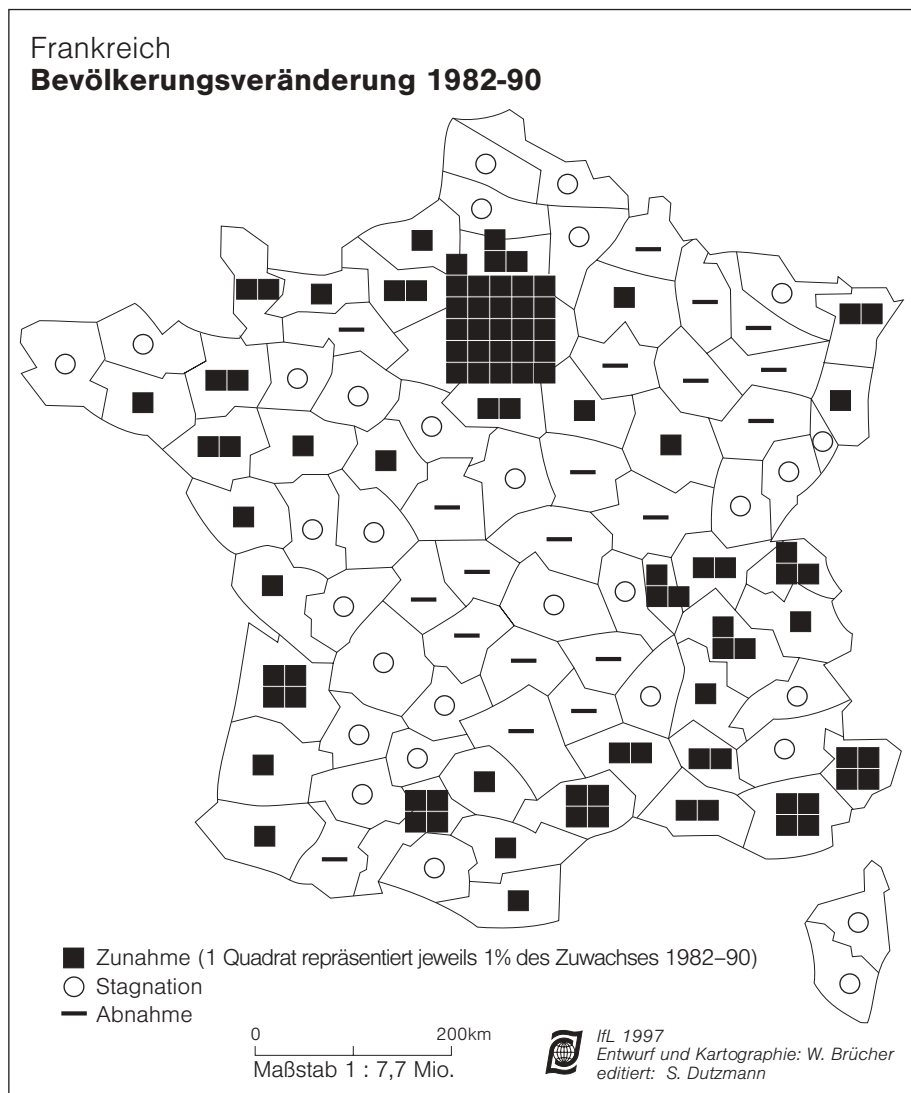 Frankreich
Bevölkerungsveränderung 1982-90
Zunahme (1 Quadrat repräsentiert jeweils 1% des Zuwachses 1982–90)
Stagnation
Abnahme
0 200km
Maßstab 1 : 7,7 Mio.
IfL 1997
Entwurf und Kartographie: W. Brücher
editiert: S. Dutzmann